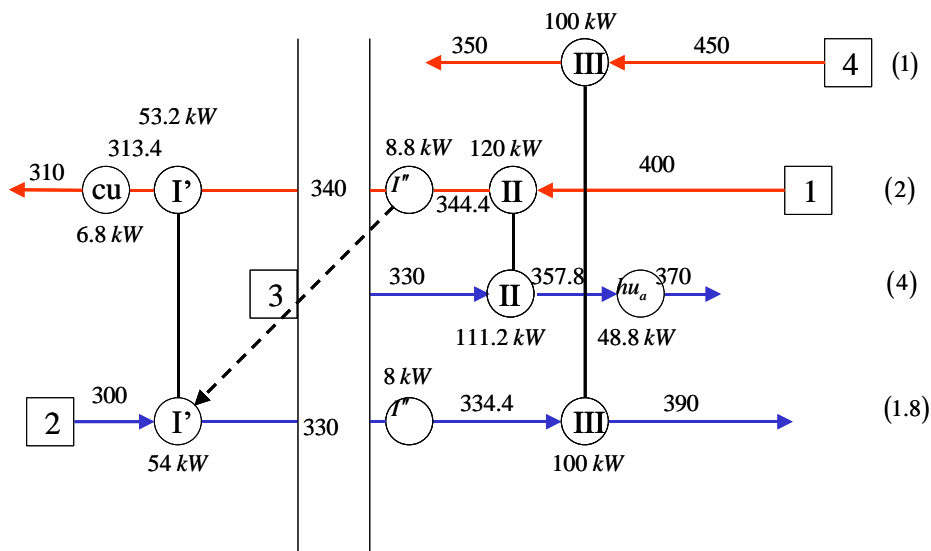 100 kW
350 III 450 4 (1)
53.2 kW
313.4 8.8 kW 120 kW
310 cu I' 340 I" 344.4 II 400 1 (2)
6.8 kW
3 330 II 357.8 hu_a 370 (4)
111.2 kW 48.8 kW
8 kW
2 300 I' 330 I" 334.4 III 390 (1.8)
54 kW 100 kW